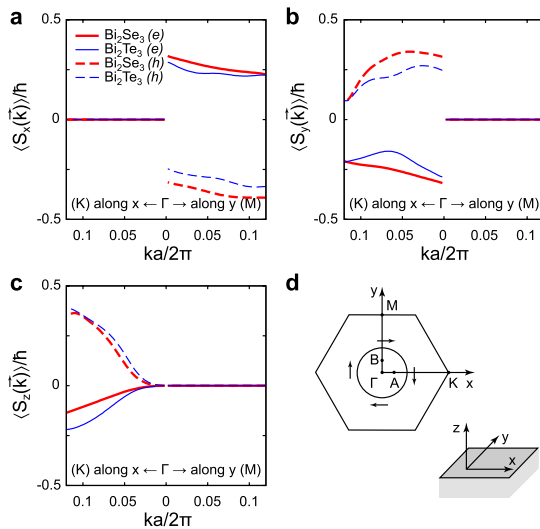 a
b
0.5
0
-0.5
⟨Sx(k⃗)⟩/ħ
Bi2Se3 (e)
Bi2Te3 (e)
Bi2Se3 (h)
Bi2Te3 (h)
(K) along x ← Γ → along y (M)
0.1 0.05 0 0.05 0.1
ka/2π
0.5
0
-0.5
⟨Sy(k⃗)⟩/ħ
(K) along x ← Γ → along y (M)
0.1 0.05 0 0.05 0.1
ka/2π
c
d
0.5
0
-0.5
⟨Sz(k⃗)⟩/ħ
(K) along x ← Γ → along y (M)
0.1 0.05 0 0.05 0.1
ka/2π
y
M
B
Γ A K x
z
y
x